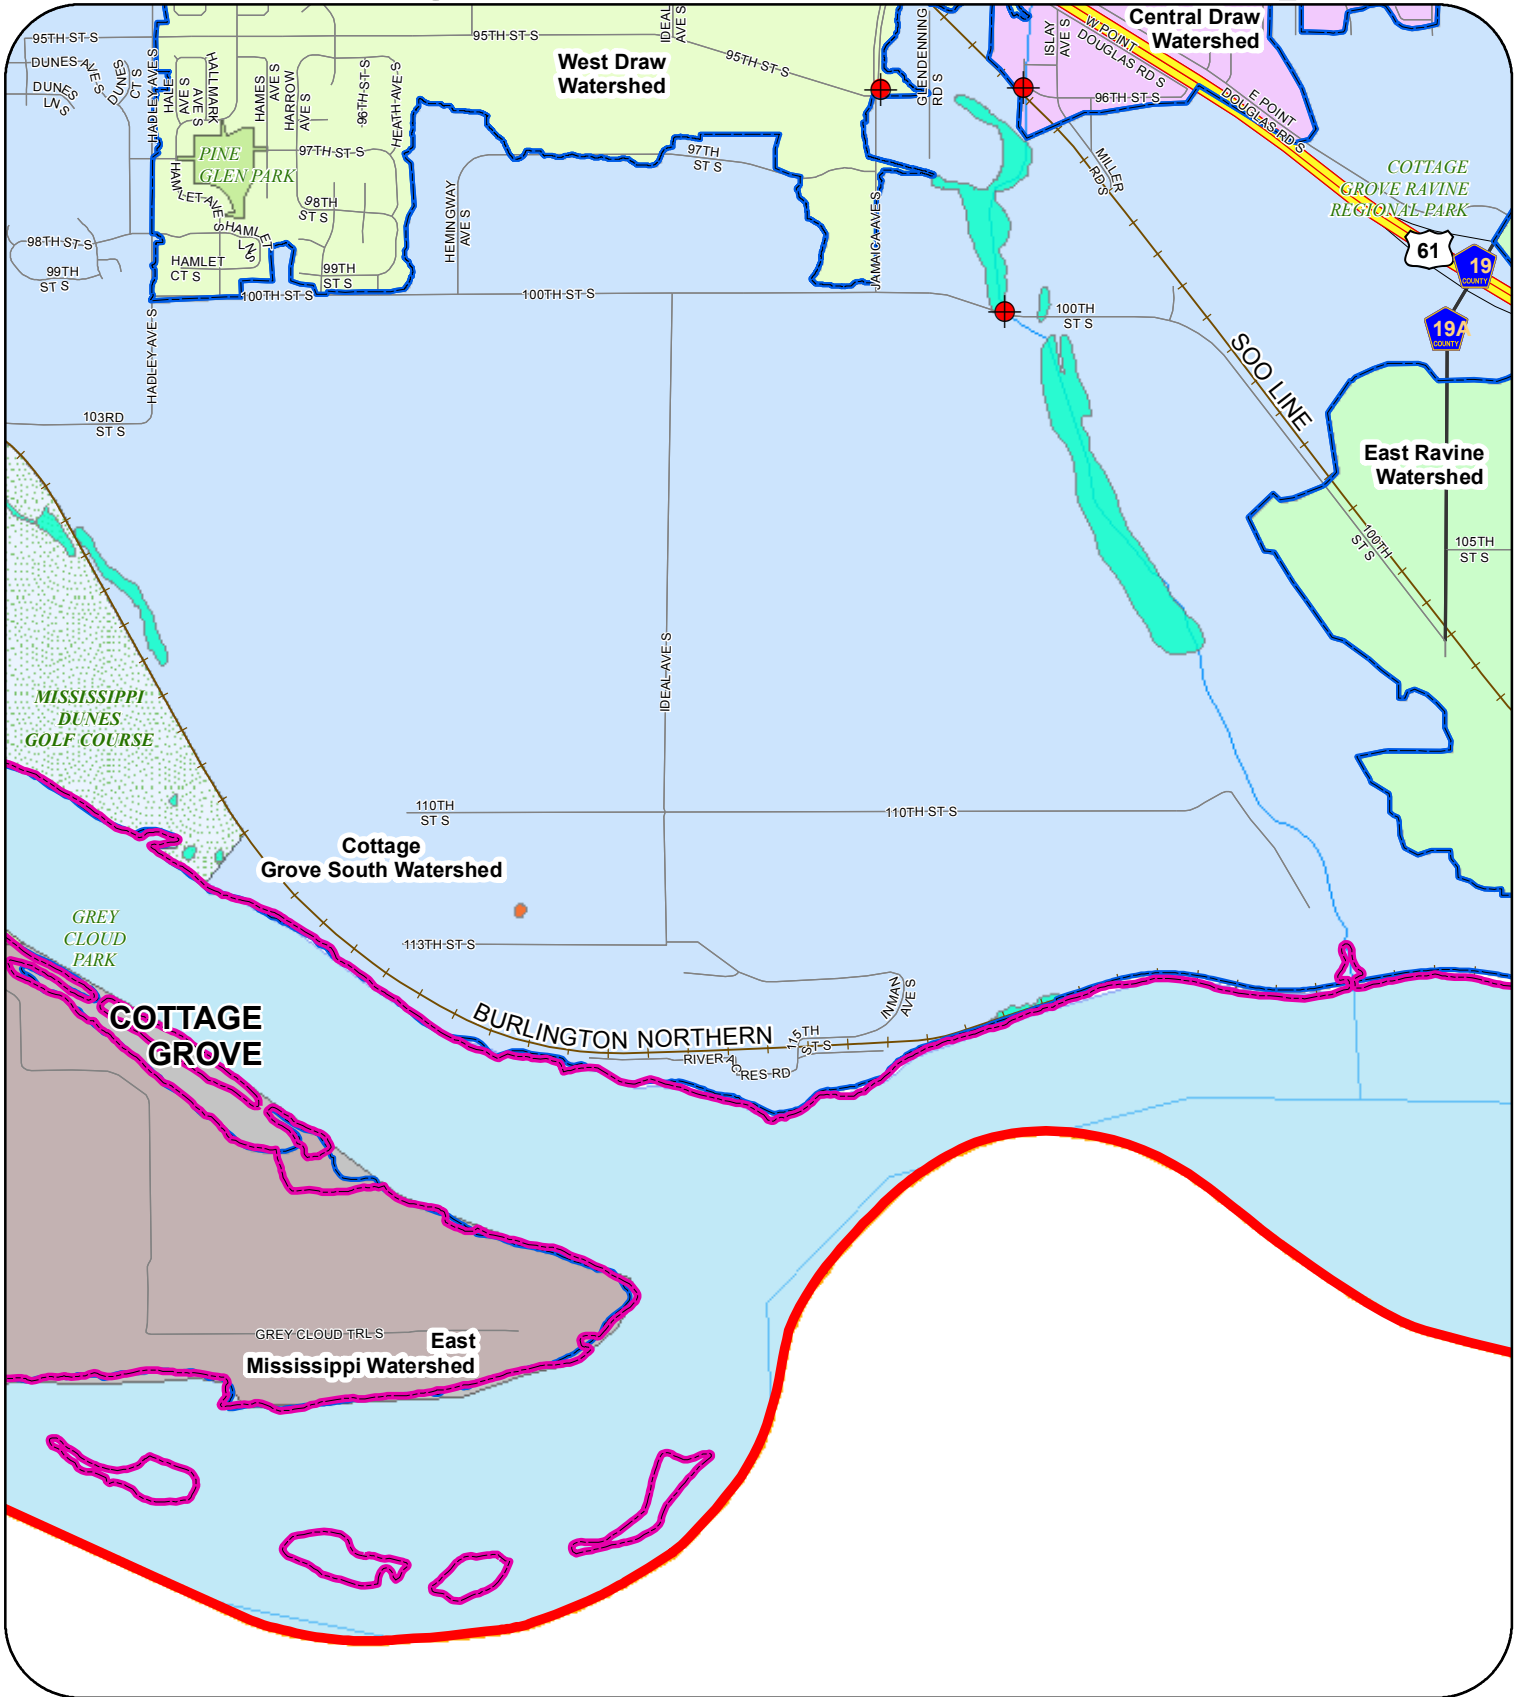 95TH ST S
DUNES AVE S
DUNES
LN S
DUNES
CT S
HADLEY AVE S
HALE
AVE S
HALLMARK
AVE S
HAMES
AVE S
HARROW
AVE S
96TH ST S
HEATH AVE S
PINE
GLEN PARK
97TH ST S
HAMLET AVE S
98TH
ST S
HAMLET
LN S
HAMLET
CT S
99TH
ST S
98TH ST S
99TH
ST S
100TH ST S
95TH ST S
IDEAL
AVE S
West Draw
Watershed
95TH ST S
HEMINGWAY
AVE S
97TH
ST S
JAMAICA AVE S
GLENDENNING
RD S
ISLAY
AVE S
W POINT
DOUGLAS RD S
Central Draw
Watershed
96TH ST S
E POINT
DOUGLAS RD S
MILLER
RD S
COTTAGE
GROVE RAVINE
REGIONAL PARK
61
19
COUNTY
19A
COUNTY
100TH ST S
100TH
ST S
HADLEY AVE S
103RD
ST S
SOO LINE
East Ravine
Watershed
100TH
ST S
105TH
ST S
IDEAL AVE S
MISSISSIPPI
DUNES
GOLF COURSE
110TH
ST S
110TH ST S
Cottage
Grove South Watershed
113TH ST S
GREY
CLOUD
PARK
COTTAGE
GROVE
INMAN
AVE S
BURLINGTON NORTHERN
115TH
ST S
RIVER ACRES RD
GREY CLOUD TRL S
East
Mississippi Watershed